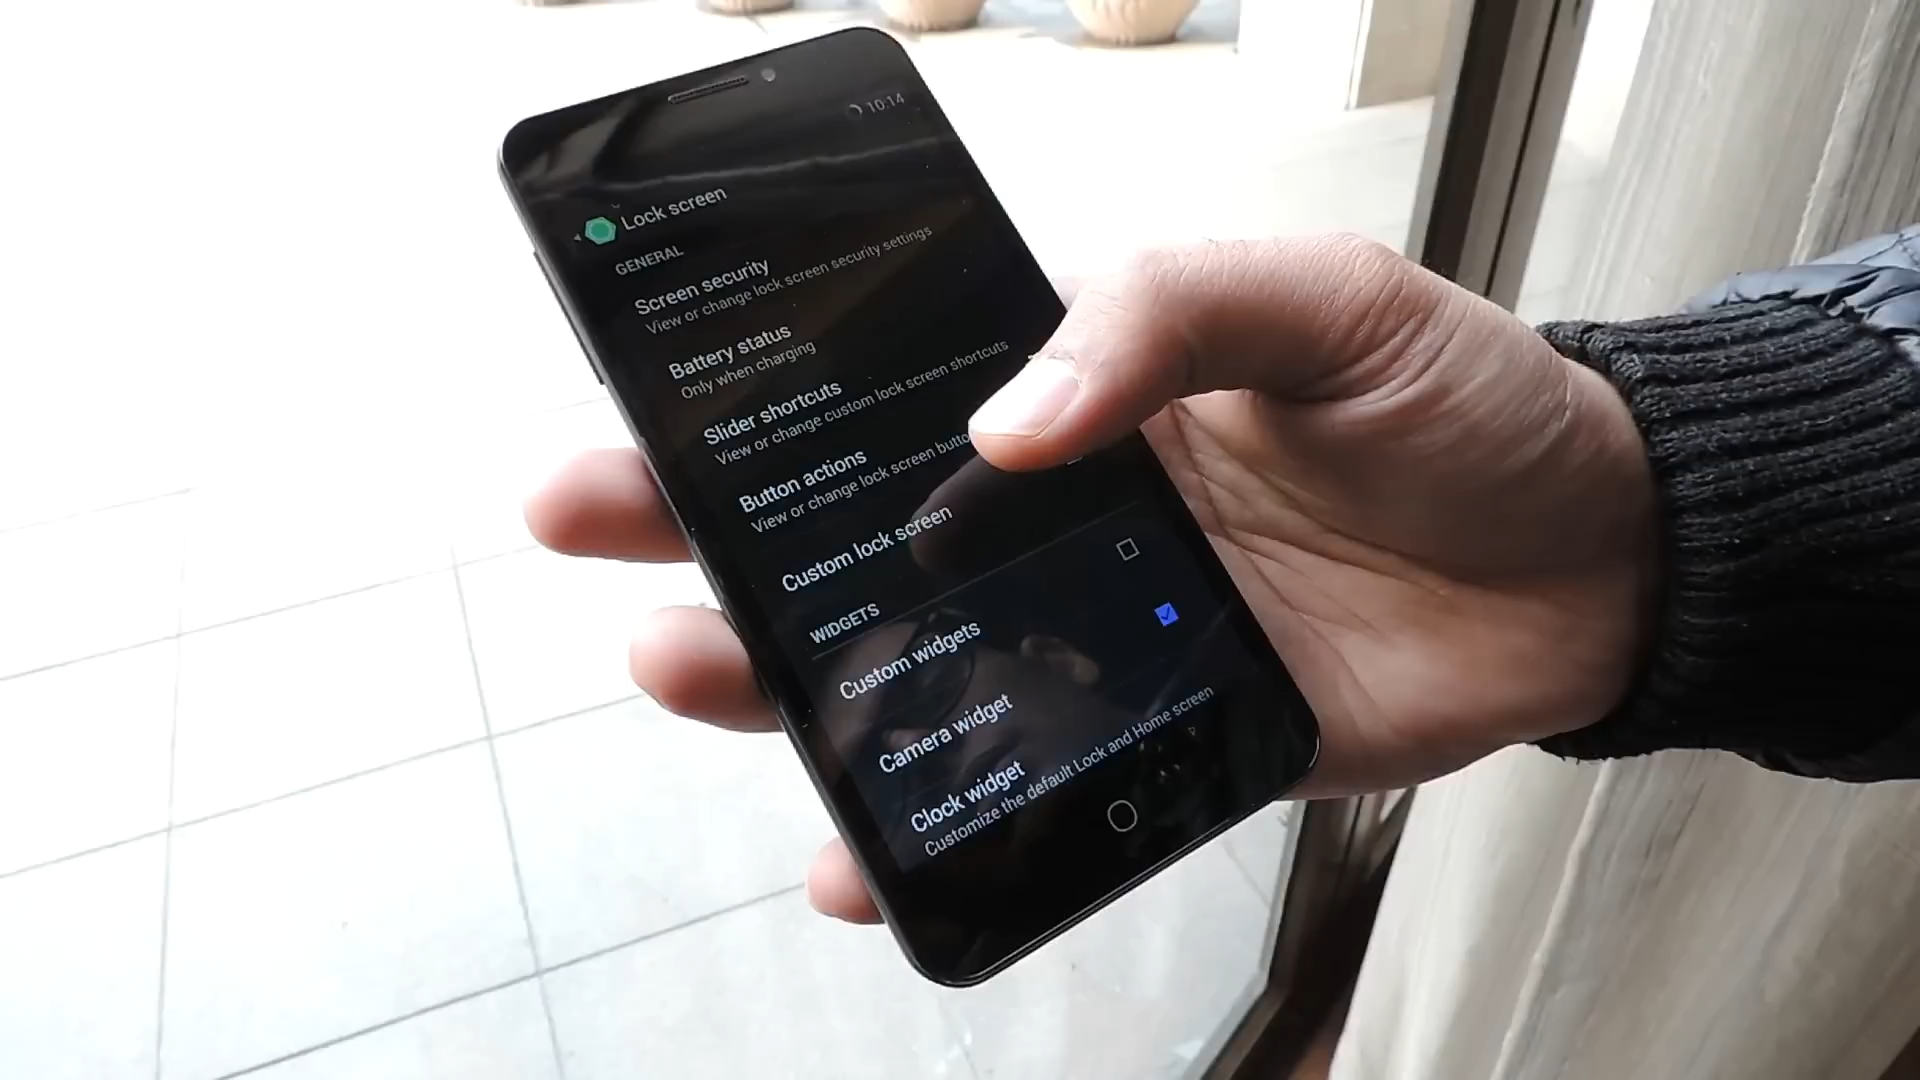 10:14
Lock screen
GENERAL
Screen security
View or change lock screen security settings
Battery status
Only when charging
Slider shortcuts
View or change custom lock screen shortcuts
Button actions
View or change lock screen
Custom lock screen
WIDGETS
Custom widgets
Camera widget
Clock widget
Customize the default Lock and Home screen